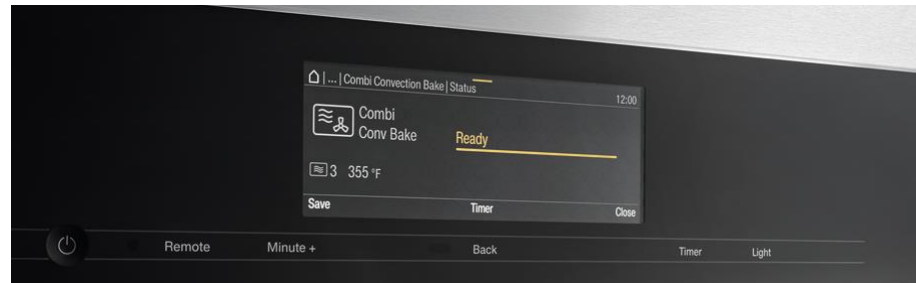 | ... | Combi Convection Bake | Status
12:00
Combi
Conv Bake
Ready
3 355 °F
Save Timer Close
Remote Minute + Back Timer Light